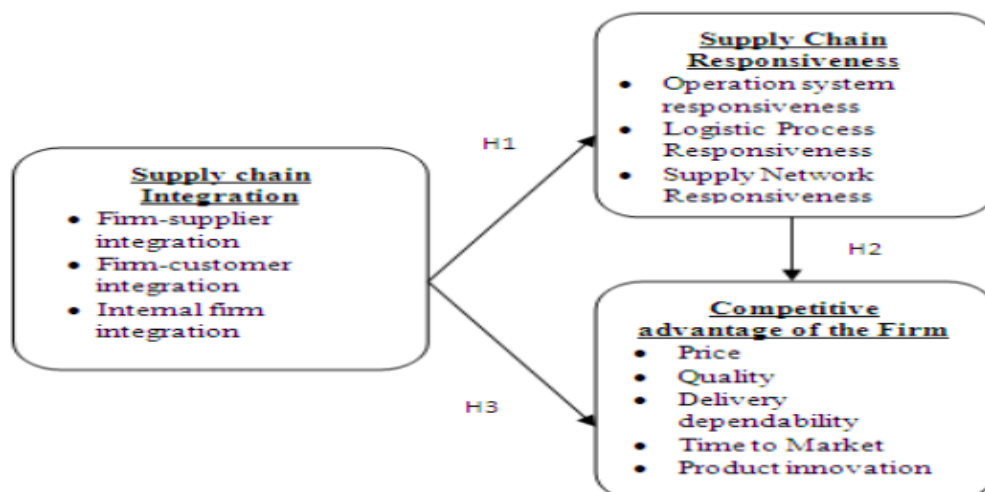 Supply Chain
Responsiveness
• Operation system
responsiveness
• Logistic Process
Responsiveness
• Supply Network
Responsiveness
H1
Supply chain
Integration
• Firm-supplier
integration
• Firm-customer
integration
• Internal firm
integration
H2
H3
Competitive
advantage of the Firm
• Price
• Quality
• Delivery
dependability
• Time to Market
• Product innovation